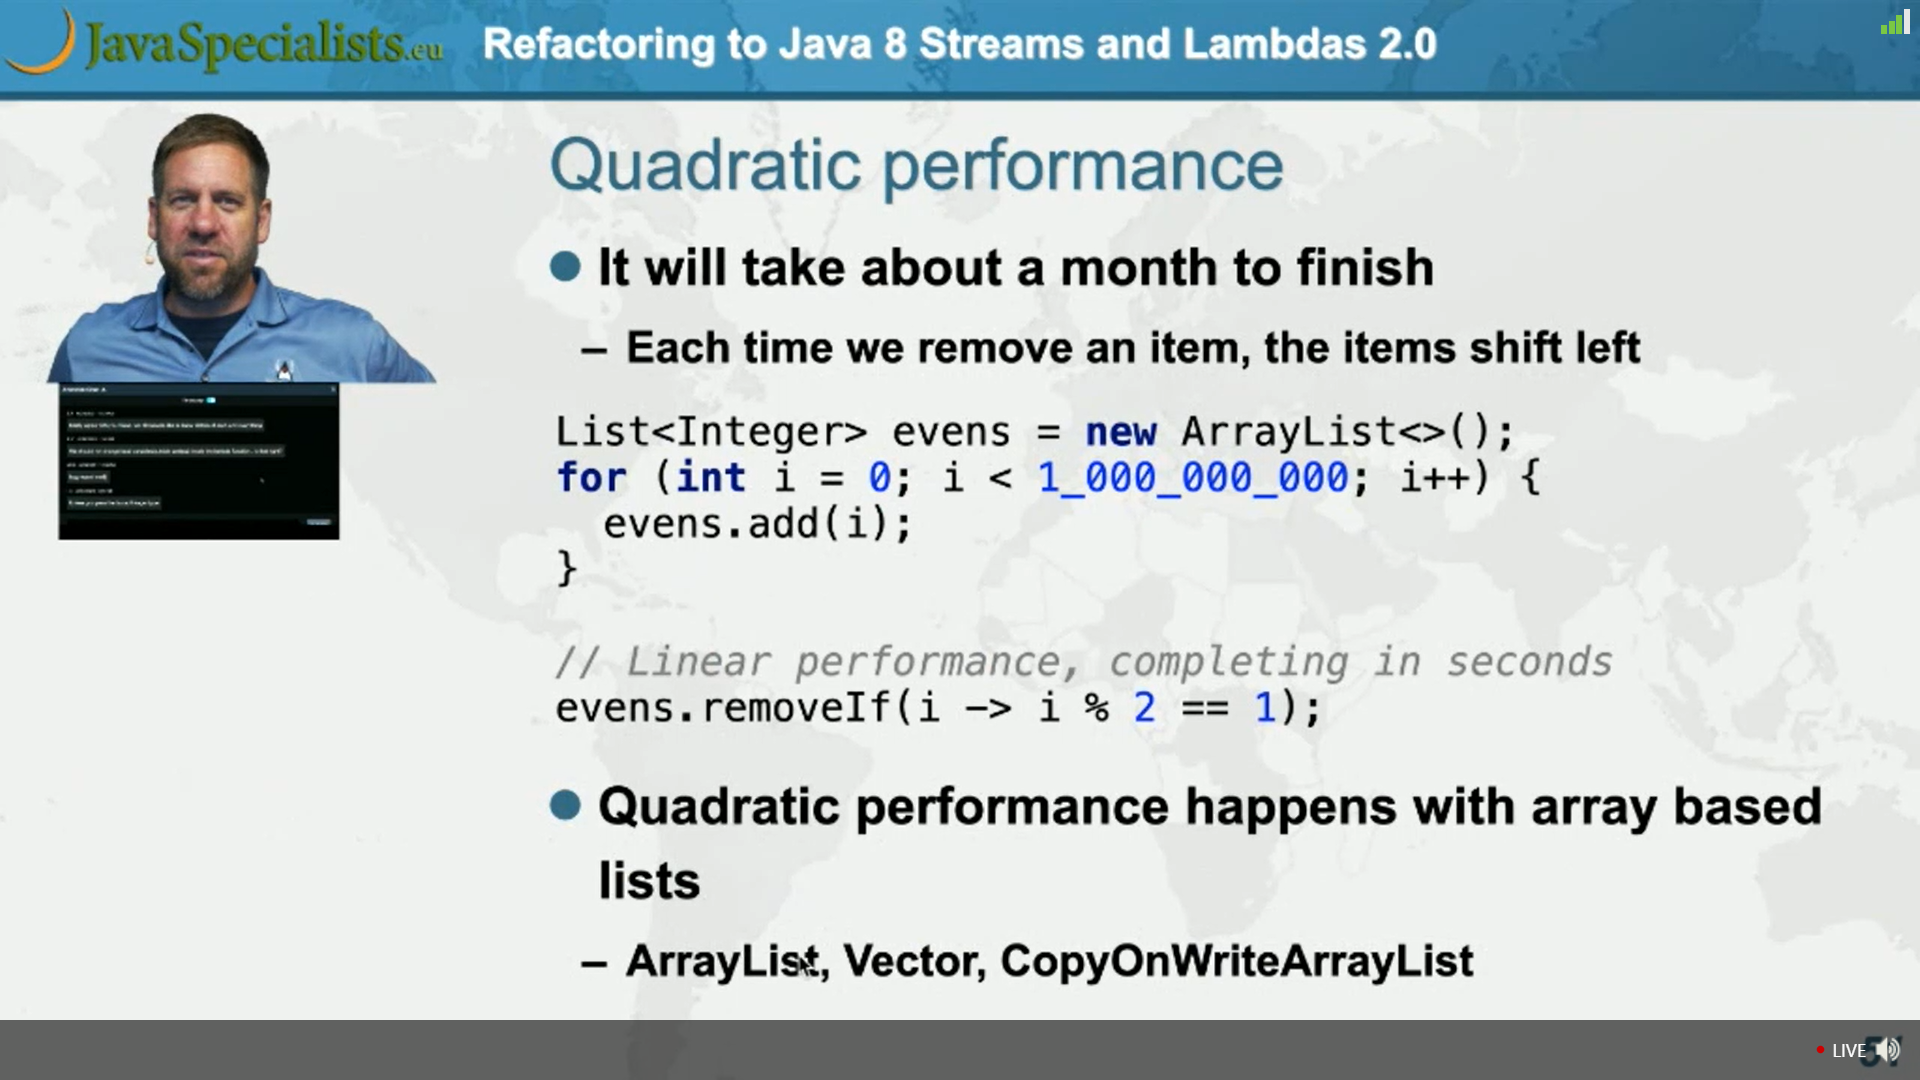 JavaSpecialists.eu
Refactoring to Java 8 Streams and Lambdas 2.0
Quadratic performance
It will take about a month to finish
– Each time we remove an item, the items shift left
List<Integer> evens = new ArrayList<>();
for (int i = 0; i < 1_000_000_000; i++) {
evens.add(i);
}
// Linear performance, completing in seconds
evens.removeIf(i -> i % 2 == 1);
Quadratic performance happens with array based
lists
– ArrayList, Vector, CopyOnWriteArrayList
LIVE